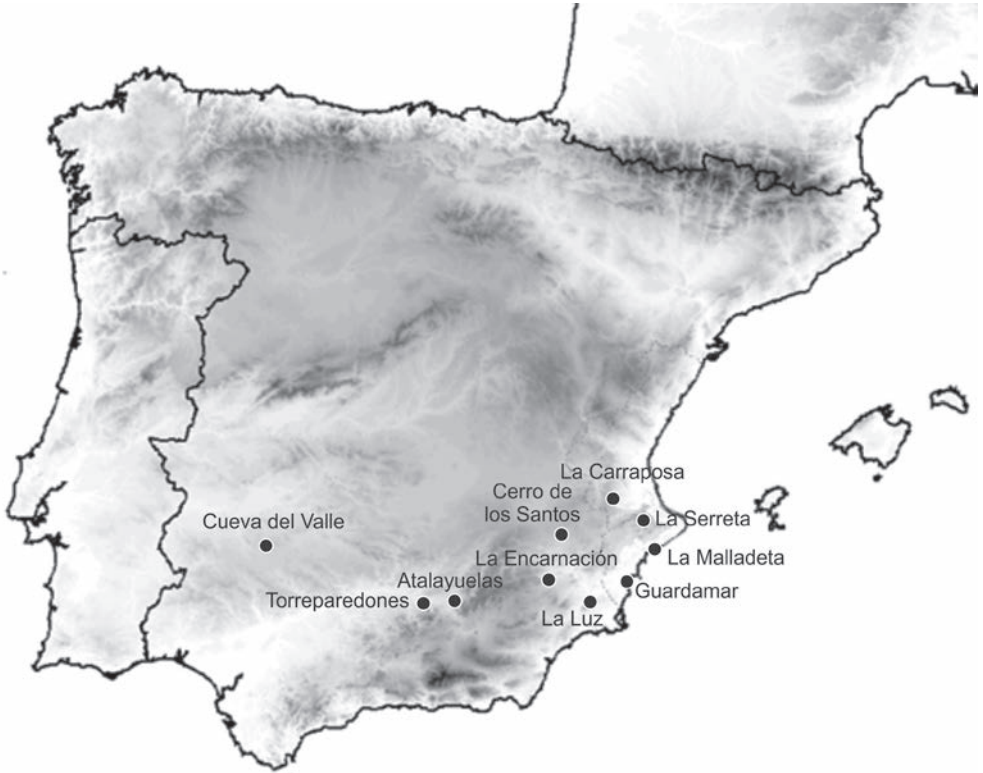 La Carraposa
Cerro de
los Santos
La Serreta
Cueva del Valle
La Encarnación
La Malladeta
Atalayuelas
Guardamar
Torreparedones
La Luz